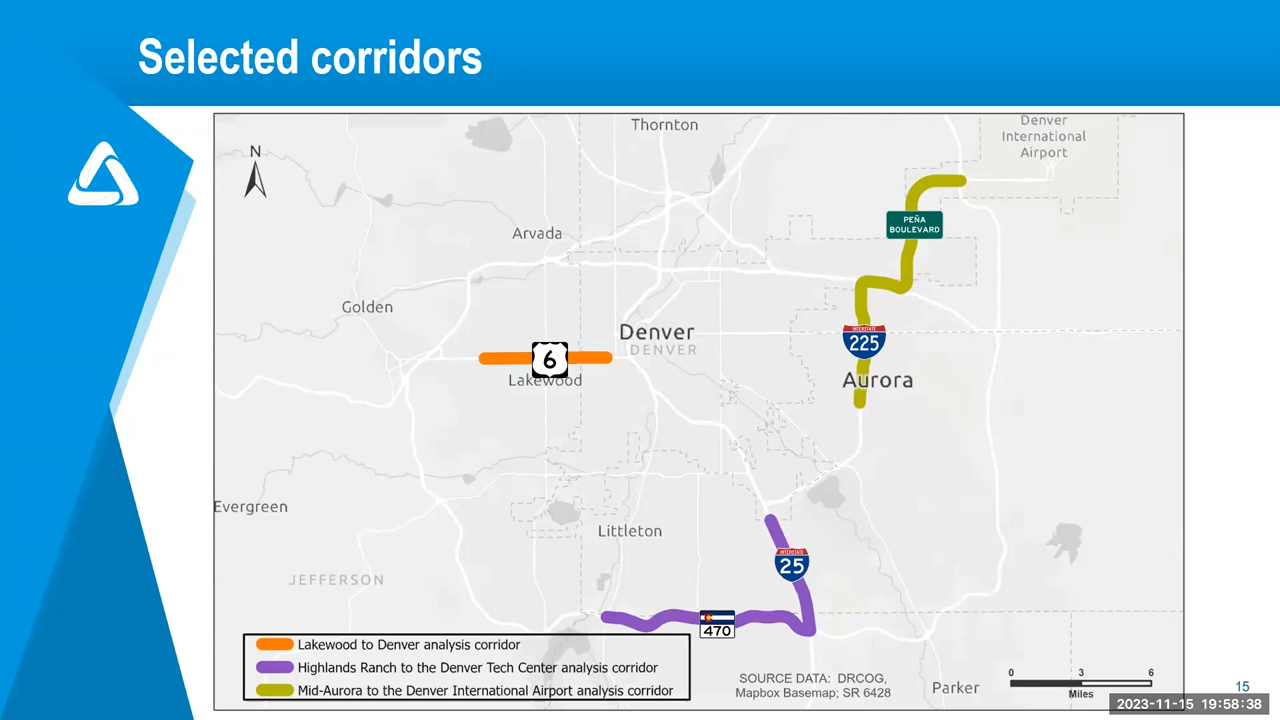 Selected corridors
Thornton
Denver
International
Airport
N
PEÑA
BOULEVARD
Arvada
Golden
Denver
DENVER
INTERSTATE
225
6
Lakewood
Aurora
Evergreen
Littleton
INTERSTATE
25
JEFFERSON
470
Lakewood to Denver analysis corridor
Highlands Ranch to the Denver Tech Center analysis corridor
Mid-Aurora to the Denver International Airport analysis corridor
SOURCE DATA: DRCOG,
Mapbox Basemap; SR 6428
Parker
0 3 6
Miles
15
2023-11-15 19:58:38